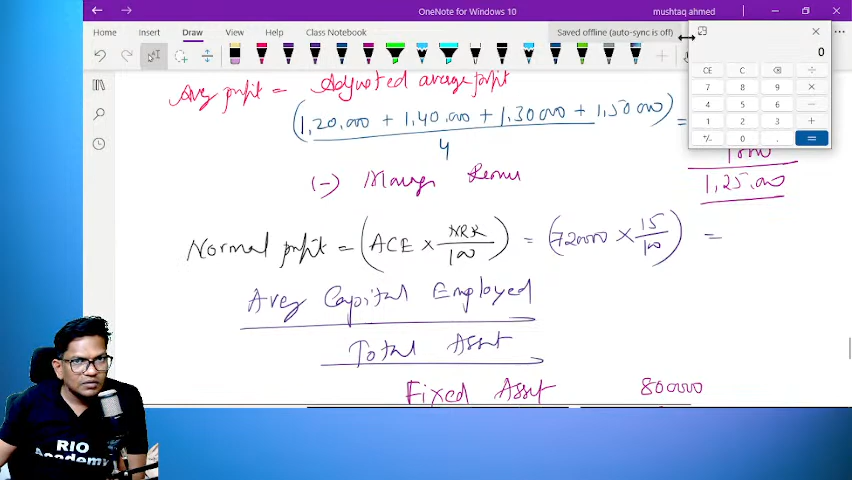 OneNote for Windows 10
mushtaq ahmed
Home Insert Draw View Help Class Notebook
Saved offline (auto-sync is off)
0
CE C ⌫ ÷
7 8 9 ×
4 5 6 −
1 2 3 +
+/− 0 . =
Avg profit = Adjusted average profit
(1,20,000 + 1,40,000 + 1,30,000 + 1,50,000) =
4
(-) Manager
1,25,000
Normal profit = (ACE × NRR/100) = (720000 × 15/100) =
Averg Capital Employed
Total Asset
Fixed Asset 800000
RIO
Academy